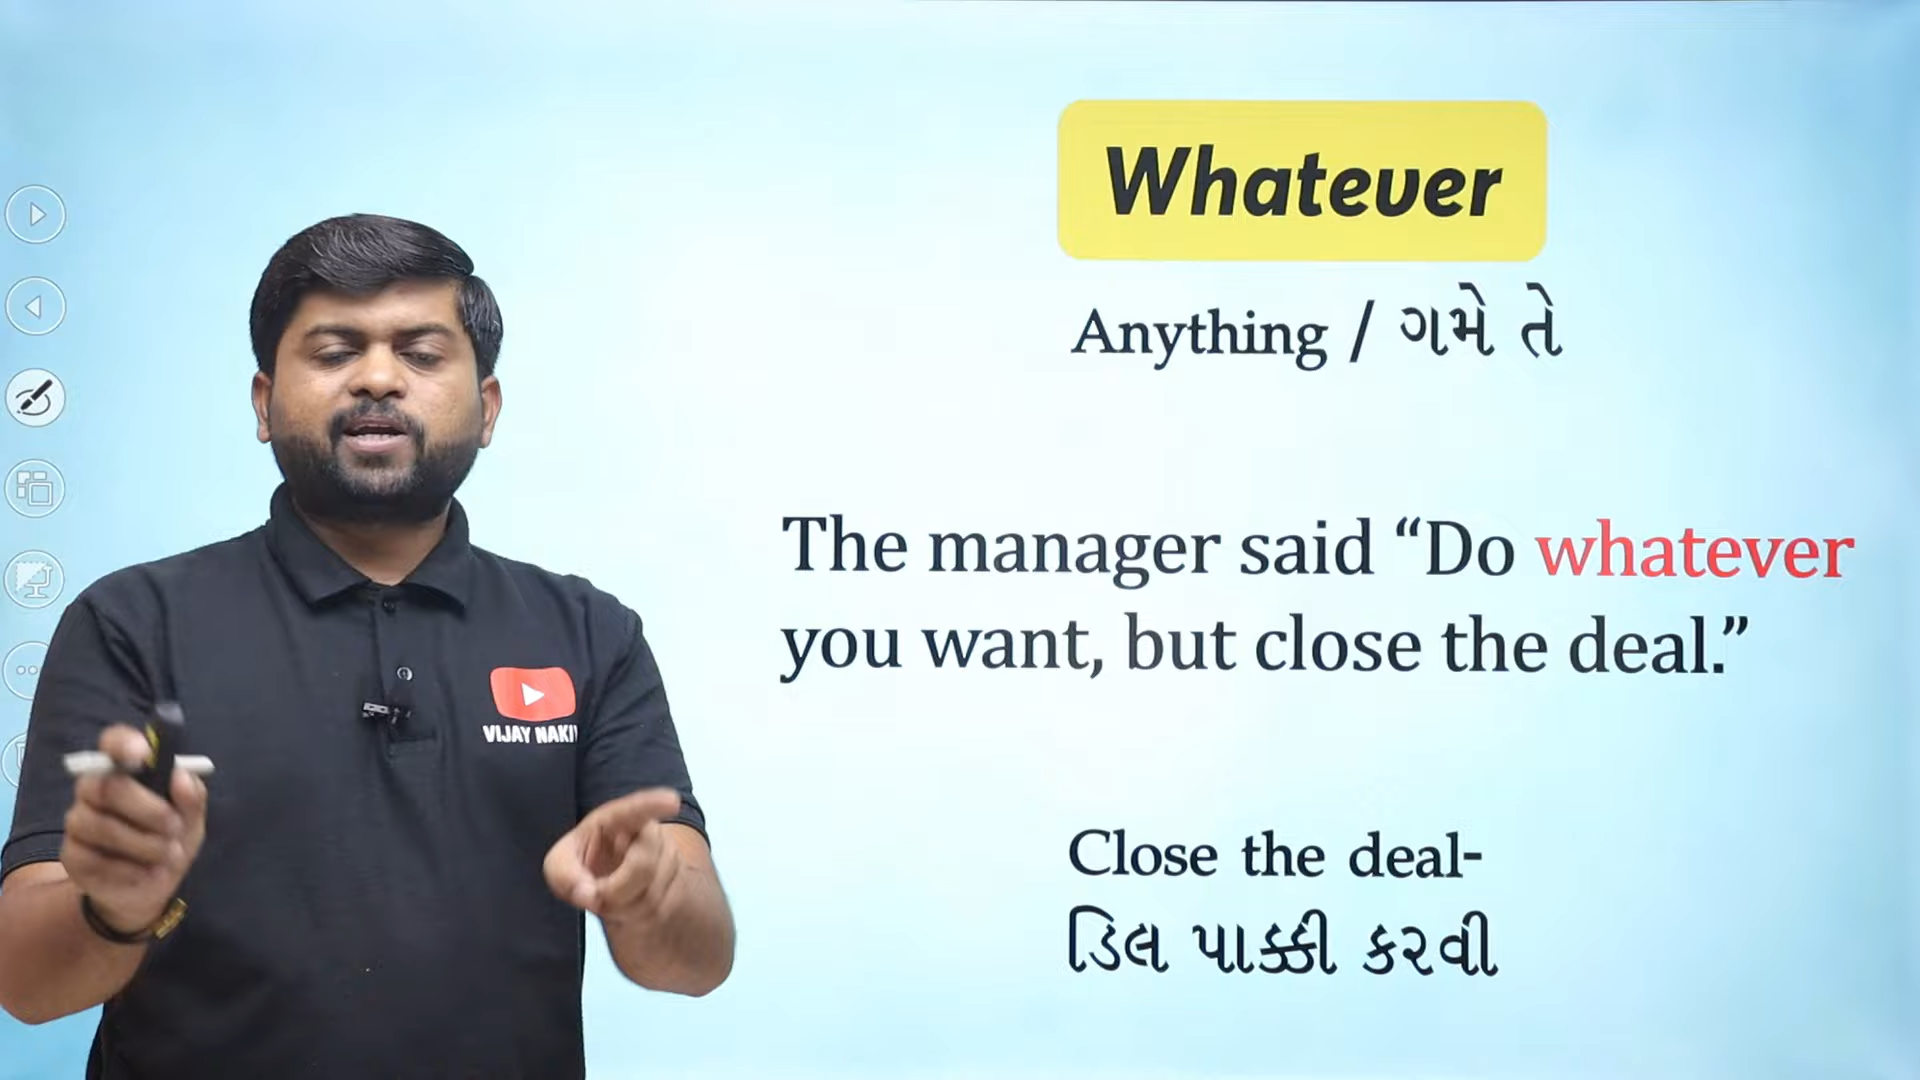 Whatever
Anything / ગમે તે
The manager said “Do whatever
you want, but close the deal.”
Close the deal-
ડિલ પાક્કી કરવી
VIJAY NAKI